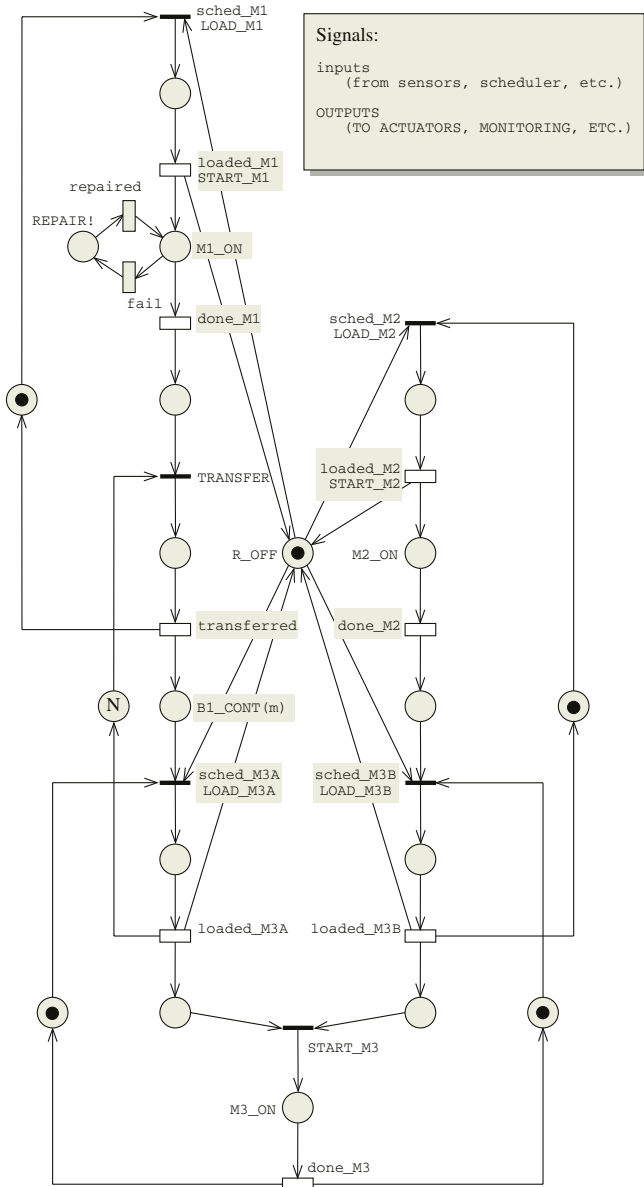 sched_M1
LOAD_M1
Signals:
inputs
(from sensors, scheduler, etc.)
OUTPUTS
(TO ACTUATORS, MONITORING, ETC.)
loaded_M1
START_M1
repaired
REPAIR!
M1_ON
fail
done_M1
sched_M2
LOAD_M2
loaded_M2
START_M2
TRANSFER
R_OFF
M2_ON
transferred
done_M2
N
B1_CONT(m)
sched_M3A
LOAD_M3A
sched_M3B
LOAD_M3B
loaded_M3A
loaded_M3B
START_M3
M3_ON
done_M3